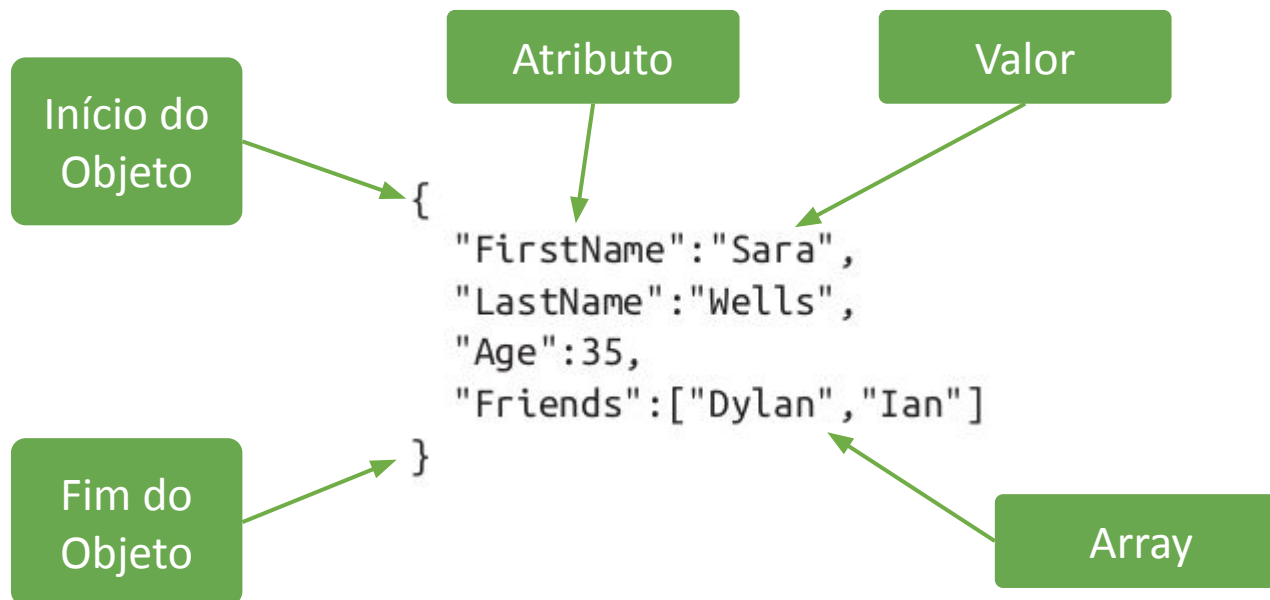 Atributo
Valor
Início do
Objeto
{
"FirstName":"Sara",
"LastName":"Wells",
"Age":35,
"Friends":["Dylan","Ian"]
}
Fim do
Objeto
Array